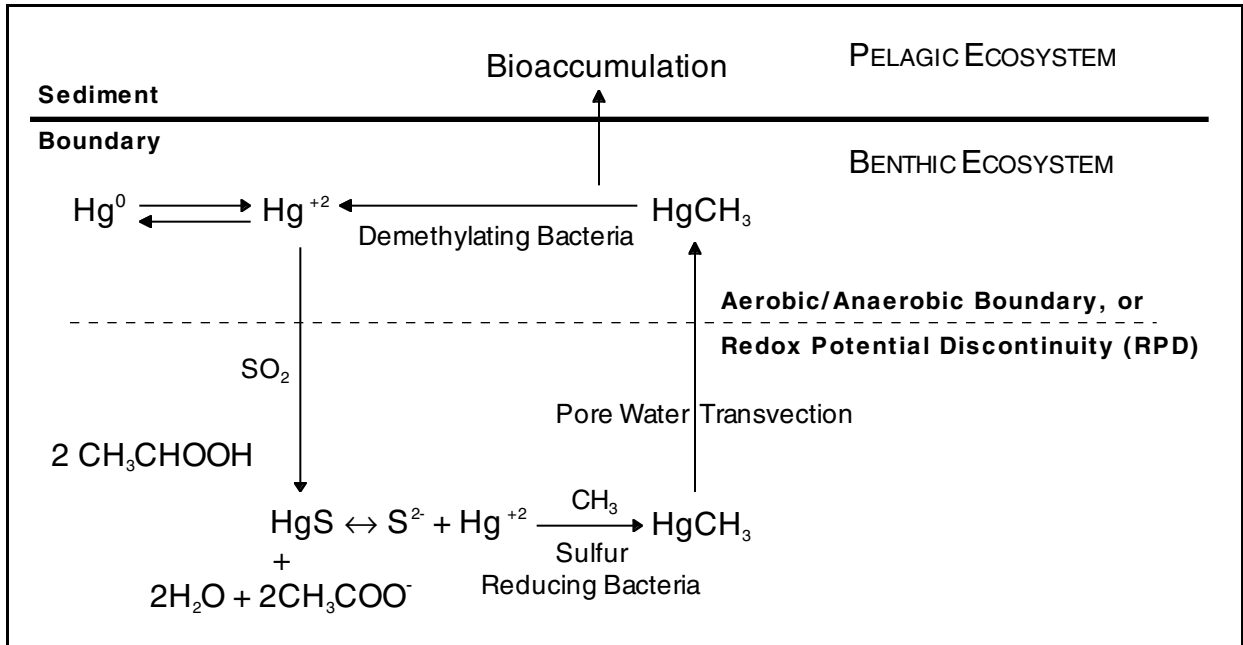 Bioaccumulation
PELAGIC ECOSYSTEM
Sediment
Boundary
BENTHIC ECOSYSTEM
Hg⁰
Hg⁺²
HgCH₃
Demethylating Bacteria
Aerobic/Anaerobic Boundary, or
Redox Potential Discontinuity (RPD)
SO₂
Pore Water Transvection
2 CH₃CHOOH
HgS ↔ S²⁻ + Hg⁺²
CH₃
HgCH₃
Sulfur
Reducing Bacteria
+
2H₂O + 2CH₃COO⁻